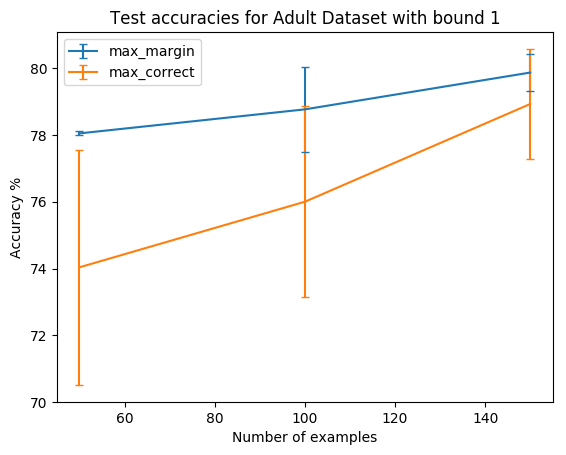 Test accuracies for Adult Dataset with bound 1
max_margin
max_correct
80
78
76
74
72
70
Accuracy %
60
80
100
120
140
Number of examples